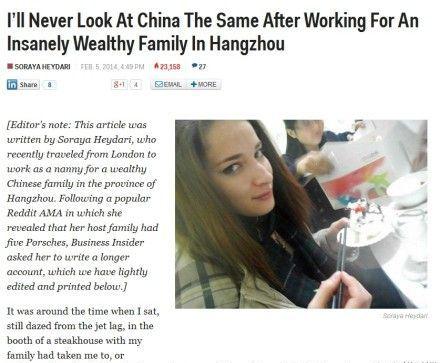 I'll Never Look At China The Same After Working For An
Insanely Wealthy Family In Hangzhou
SORAYA HEYDARI FEB. 5, 2014, 4:49 PM 23,158 27
in Share 8 g+1 4 EMAIL + MORE
[Editor's note: This article was
written by Soraya Heydari, who
recently traveled from London to
work as a nanny for a wealthy
Chinese family in the province of
Hangzhou. Following a popular
Reddit AMA in which she
revealed that her host family had
five Porsches, Business Insider
asked her to write a longer
account, which we have lightly
edited and printed below.]
Soraya Heydari
It was around the time when I sat,
still dazed from the jet lag, in the
booth of a steakhouse with my
family had taken me to, or